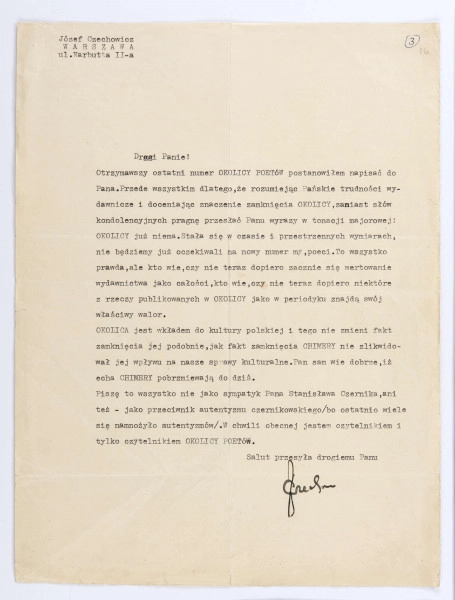 Józef Czechowicz
WARSZAWA
ul.Narbutta II-a
3
Drogi Panie!
Otrzymawszy ostatni numer OKOLICY POETÓW postanowiłem napisać do
Pana.Przede wszystkim dlatego,że rozumiejąc Pańskie trudności wy-
dawnicze i doceniając znaczenie zamknięcia OKOLICY,zamiast słów
kondolencyjnych pragnę przesłać Panu wyrazy w tonacji majorowej:
OKOLICY już niema.Stała się w czasie i przestrzennych wymiarach,
nie będziemy już oczekiwali na nowy numer my,poeci.To wszystko
prawda,ale kto wie,czy nie teraz dopiero zacznie się wertowanie
wydawnictwa jako całości,kto wie,czy nie teraz dopiero niektóre
z rzeczy publikowanych w OKOLICY jako w periodyku znajdą swój
właściwy walor.
OKOLICA jest wkładem do kultury polskiej i tego nie zmieni fakt
zamknięcia jej podobnie,jak fakt zamknięcia CHIMERY nie zlikwido-
wał jej wpływu na nasze sprawy kulturalne.Pan sam wie dobrze,iż
echa CHIMERY pobrzmiewają do dziś.
Piszę to wszystko nie jako sympatyk Pana Stanisława Czernika,ani
też - jako przeciwnik autentyzmu czernikowskiego/bo ostatnio wiele
się namnożyło autentyzmów/.W chwili obecnej jestem czytelnikiem i
tylko czytelnikiem OKOLICY POETÓW.
Salut przesyła drogiemu Panu